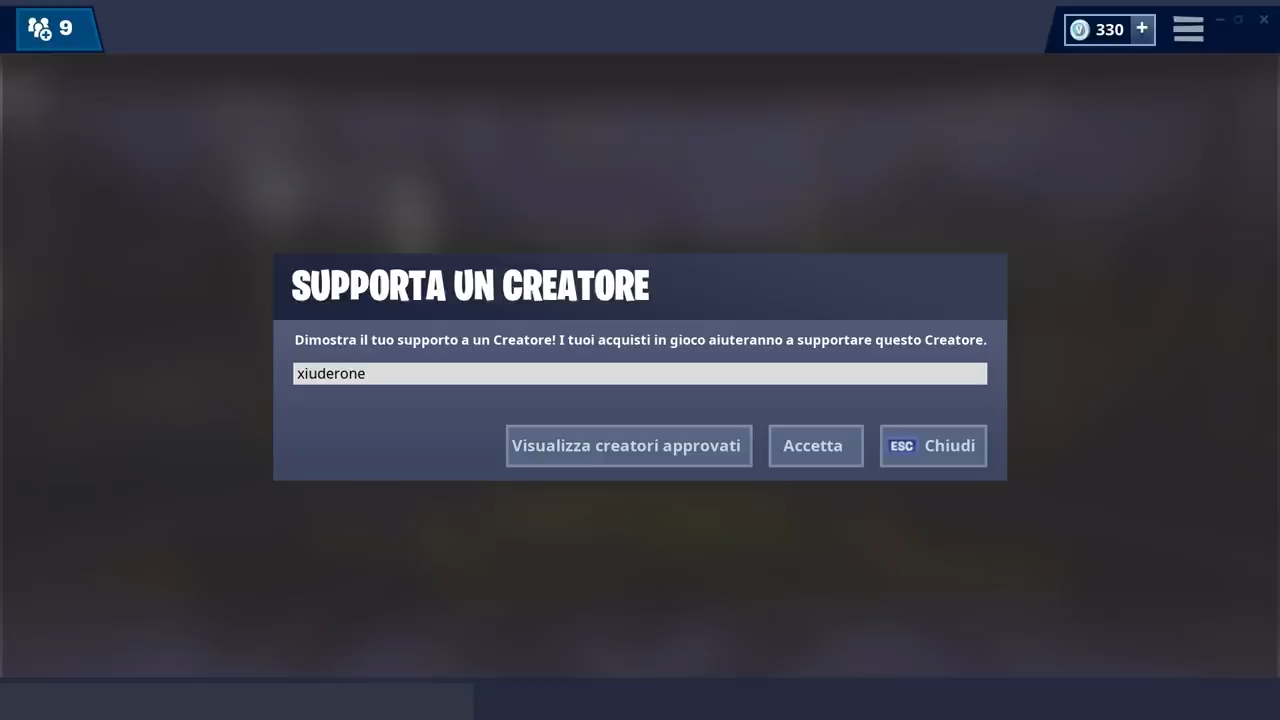 9
330 +
SUPPORTA UN CREATORE
Dimostra il tuo supporto a un Creatore! I tuoi acquisti in gioco aiuteranno a supportare questo Creatore.
xiuderone
Visualizza creatori approvati
Accetta
ESC Chiudi